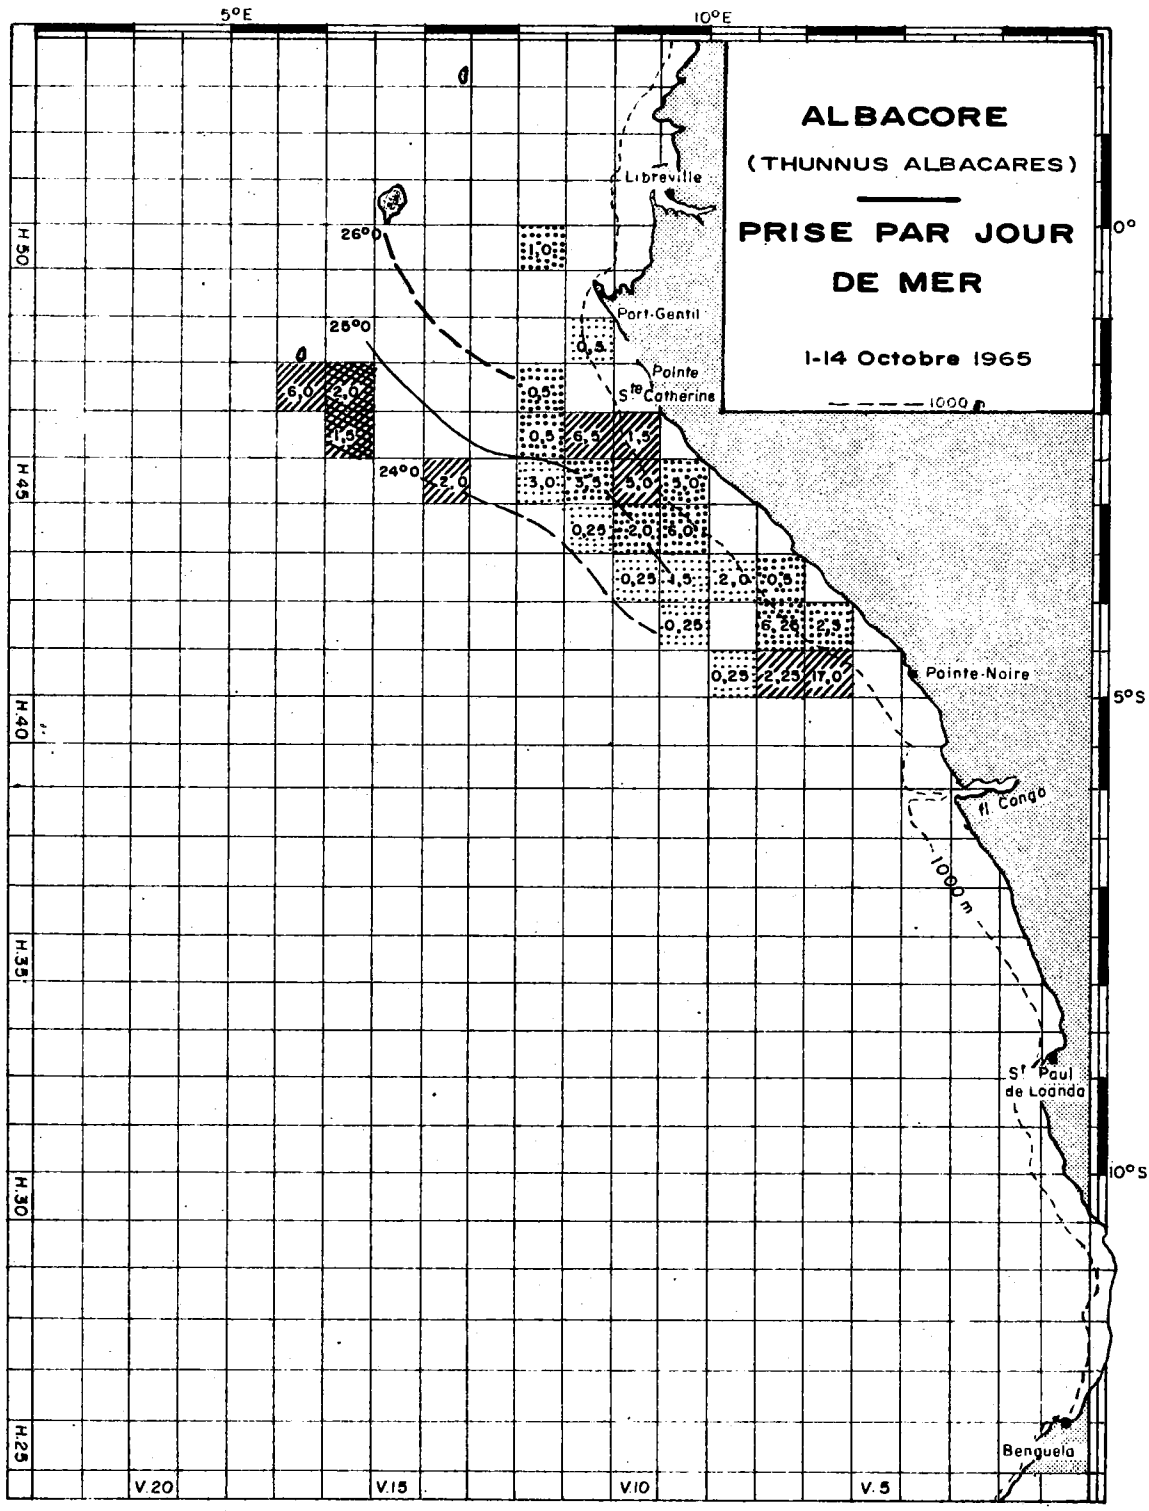 5°E
10°E
ALBACORE
(THUNNUS ALBACARES)
PRISE PAR JOUR
DE MER
1-14 Octobre 1965
1000 m
Libreville
0°
H.50
26°0
1,0
Port-Gentil
25°0
0,5
Pointe
Ste Catherine
6,0
2,0
0,5
1,5
0,5
6,5
1,5
H.45
24°0
2,0
3,0
3,5
5,0
5,0
0,25
2,0
6,0
0,25
1,5
2,0
0,5
0,25
6,25
2,5
0,25
2,25
17,0
Pointe-Noire
5°S
H.40
fl. Congo
1000 m
H.35
St Paul
de Loanda
10°S
H.30
H.25
Benguela
V.20
V.15
V.10
V.5